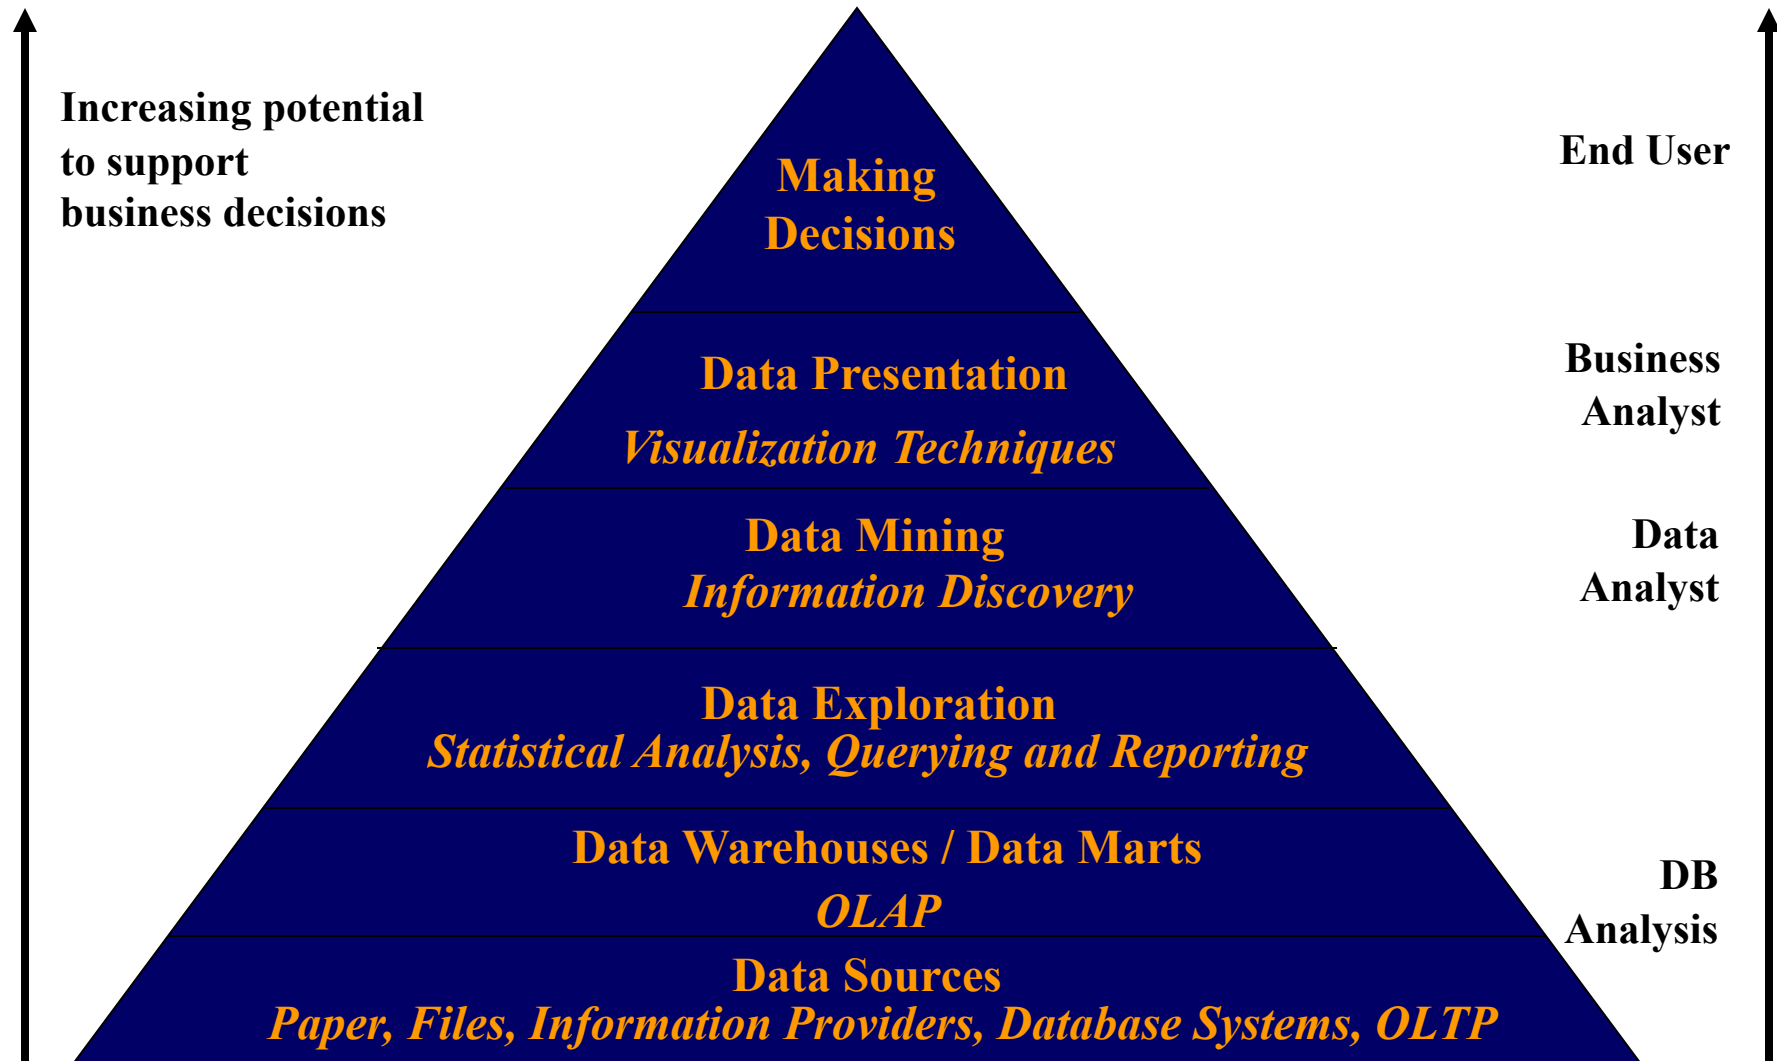 Increasing potential
to support
business decisions
End User
Making
Decisions
Business
Analyst
Data Presentation
Visualization Techniques
Data
Analyst
Data Mining
Information Discovery
Data Exploration
Statistical Analysis, Querying and Reporting
Data Warehouses / Data Marts
OLAP
DB
Analysis
Data Sources
Paper, Files, Information Providers, Database Systems, OLTP